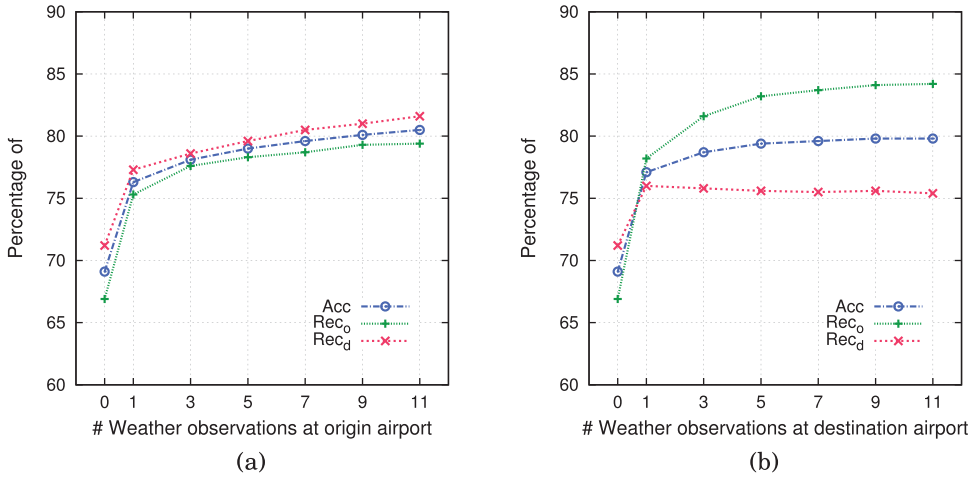 90
85
80
75
70
65
60
Percentage of
Acc
Rec_o
Rec_d
0 1 3 5 7 9 11
# Weather observations at origin airport
(a)
90
85
80
75
70
65
60
Percentage of
Acc
Rec_o
Rec_d
0 1 3 5 7 9 11
# Weather observations at destination airport
(b)